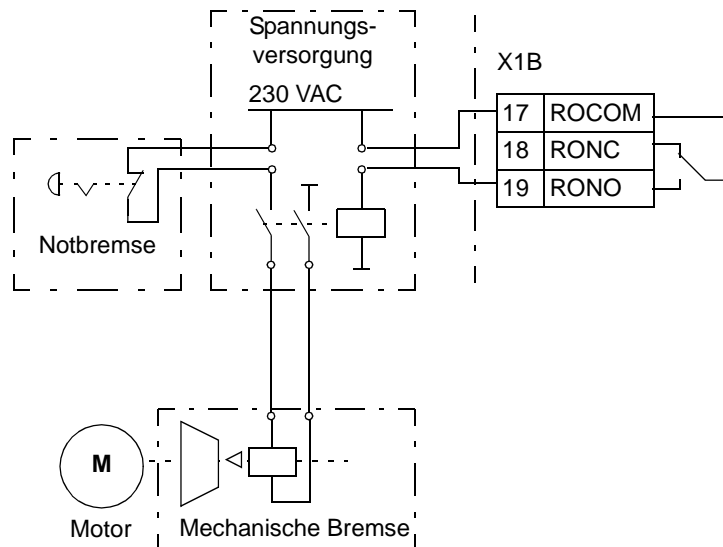 Spannungs-
versorgung
230 VAC
X1B
17 ROCOM
18 RONC
19 RONO
Notbremse
M
Motor
Mechanische Bremse